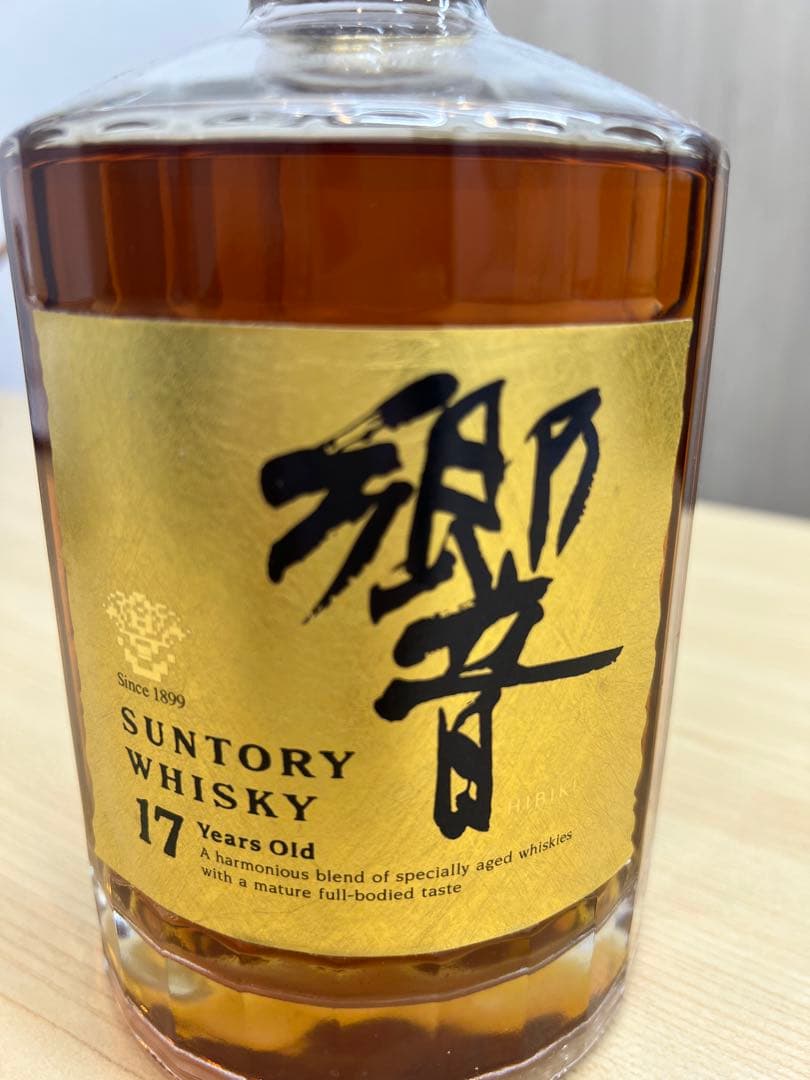 響
Since 1899
SUNTORY
WHISKY
17 Years Old
A harmonious blend of specially aged whiskies
with a mature full-bodied taste
HIBIKI